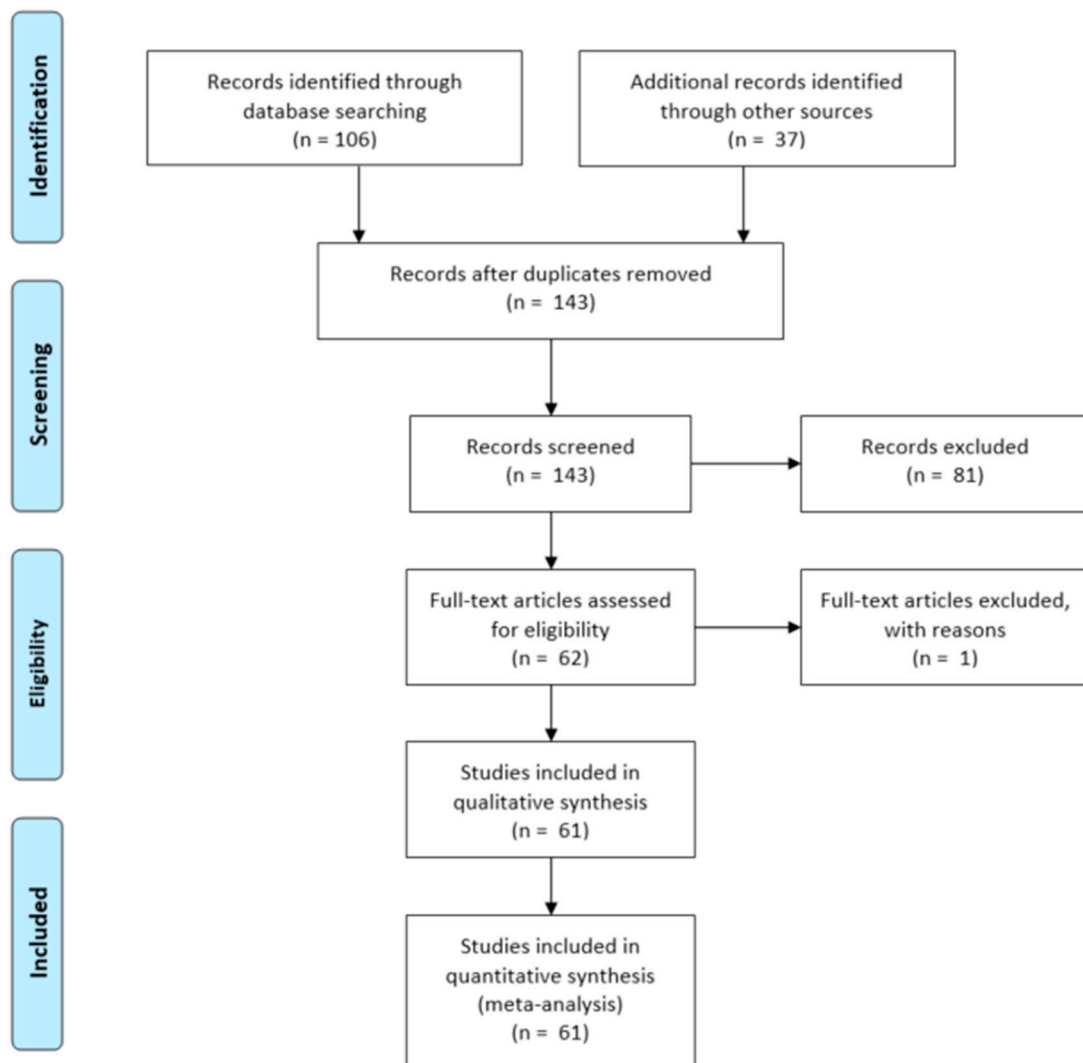 Identification
Records identified through
database searching
(n = 106)
Additional records identified
through other sources
(n = 37)
Records after duplicates removed
(n = 143)
Screening
Records screened
(n = 143)
Records excluded
(n = 81)
Eligibility
Full-text articles assessed
for eligibility
(n = 62)
Full-text articles excluded,
with reasons
(n = 1)
Studies included in
qualitative synthesis
(n = 61)
Included
Studies included in
quantitative synthesis
(meta-analysis)
(n = 61)